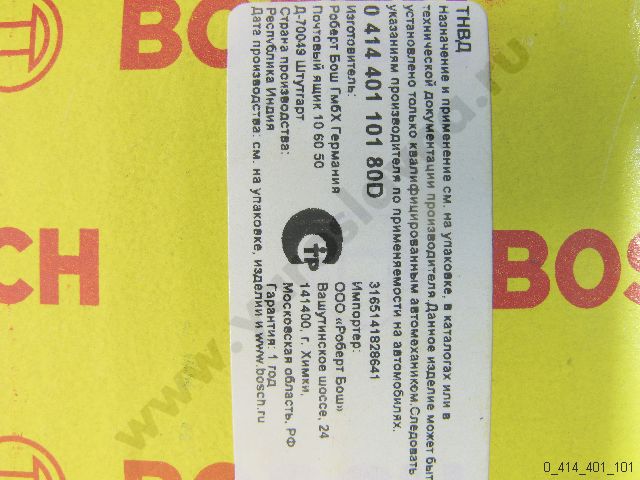 ТНВД
Назначение и применение см. на упаковке, в каталогах или в
технической документации производителя.Данное изделие может быт
установлено только квалифицированным автомехаником.Следовать
указаниям производителя по применяемости на автомобилях.
0 414 401 101 80D
3165141828641
Изготовитель:
Роберт Бош ГмбХ Германия
Почтовый ящик 10 60 50
Д-70049 Штутгарт
Страна производства:
Республика Индия
Импортер:
ООО «Роберт Бош»
Вашутинское шоссе, 24
141400, г. Химки,
Московская область, РФ
Гарантия: 1 год
Дата производства: см. на упаковке, изделии и www.bosch.ru
BOSCH
BOSCH
BOSCH
0_414_401_101